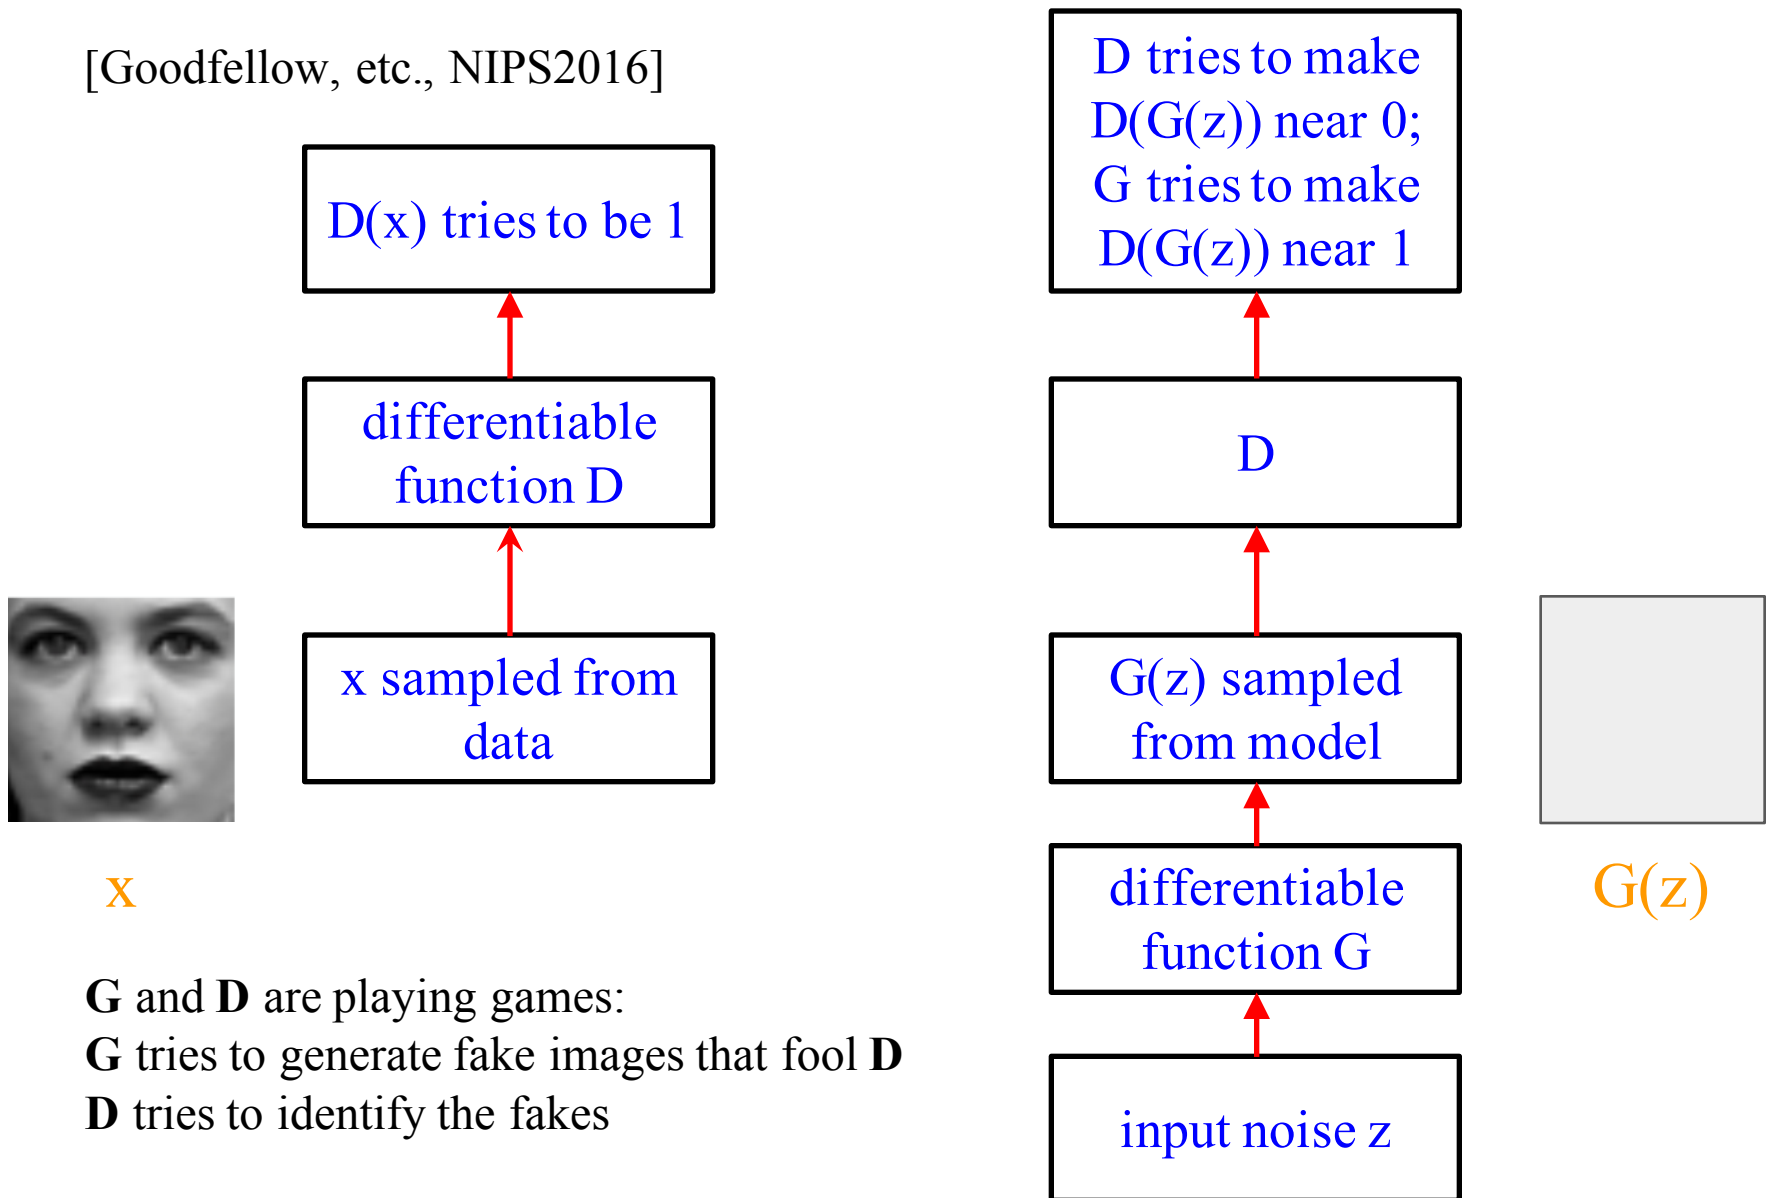 [Goodfellow, etc., NIPS2016]
D(x) tries to be 1
differentiable
function D
x sampled from
data
x
D tries to make
D(G(z)) near 0;
G tries to make
D(G(z)) near 1
D
G(z) sampled
from model
differentiable
function G
input noise z
G(z)
G and D are playing games:
G tries to generate fake images that fool D
D tries to identify the fakes